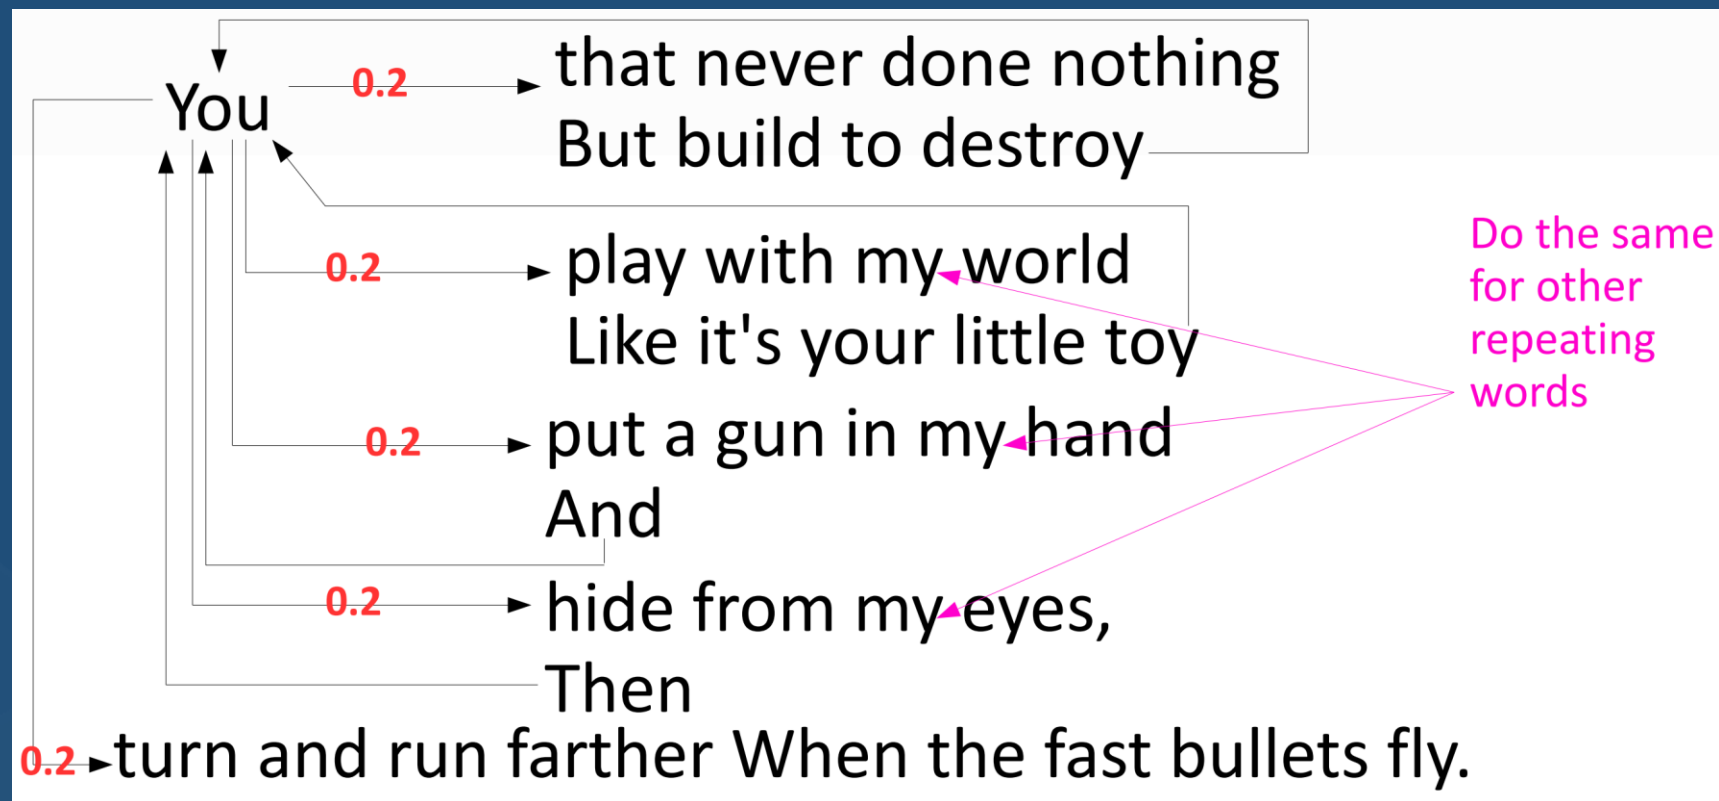 You
0.2
that never done nothing
But build to destroy
0.2
play with my world
Like it's your little toy
0.2
put a gun in my hand
And
0.2
hide from my eyes,
Then
0.2
turn and run farther When the fast bullets fly.
Do the same
for other
repeating
words